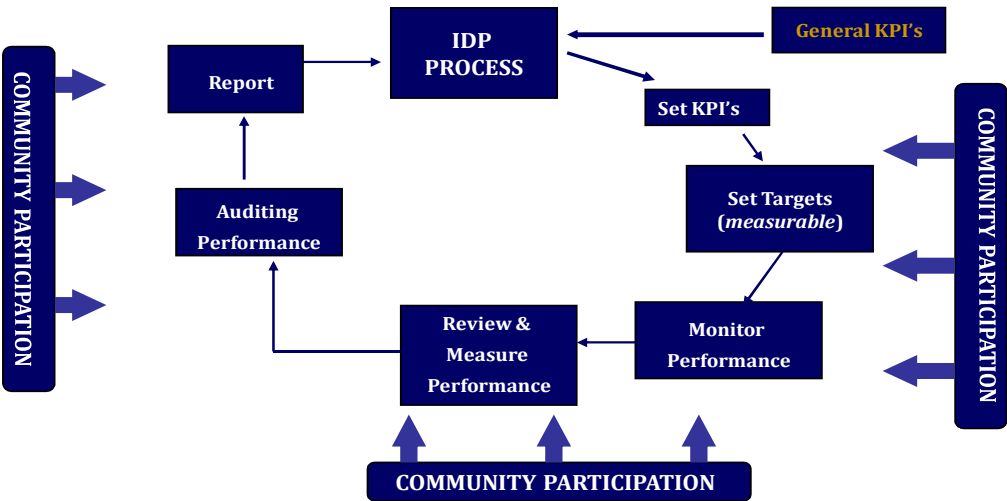 IDP
PROCESS
General KPI's
Set KPI's
Set Targets
(measurable)
Monitor
Performance
Review &
Measure
Performance
Auditing
Performance
Report
COMMUNITY PARTICIPATION
COMMUNITY PARTICIPATION
COMMUNITY PARTICIPATION